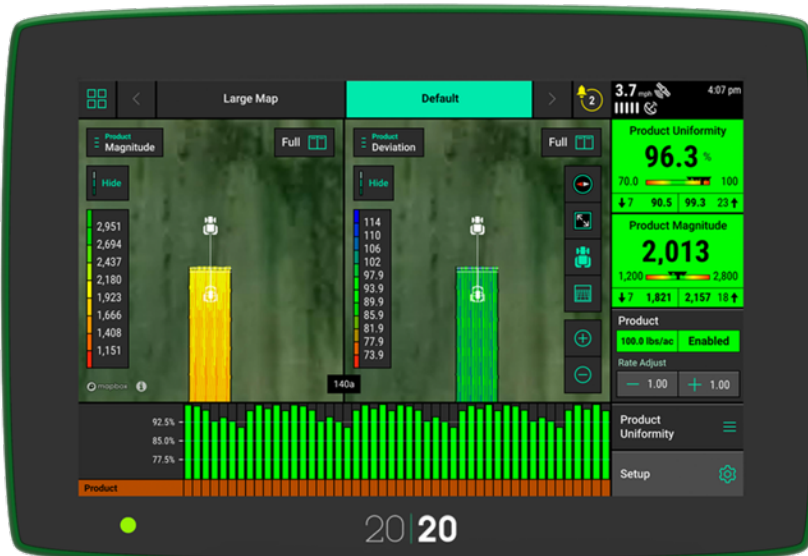 Large Map
Default
2
3.7 mph
4:07 pm
Product
Magnitude
Full
Product
Deviation
Full
Hide
Hide
2,951
2,694
2,437
2,180
1,923
1,666
1,408
1,151
114
110
106
102
97.9
93.9
89.9
85.9
81.9
77.9
73.9
mapbox
140a
Product Uniformity
96.3 %
70.0 100
7 90.5 99.3 23
Product Magnitude
2,013
1,200 2,800
7 1,821 2,157 18
Product
100.0 lbs/ac Enabled
Rate Adjust
− 1.00 + 1.00
Product
Uniformity
Setup
92.5%
85.0%
77.5%
Product
20|20